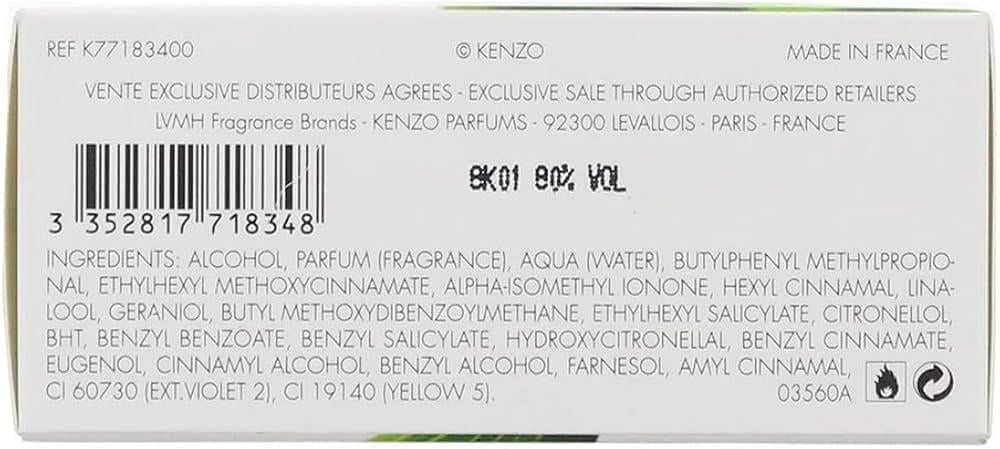 REF K77183400 © KENZO MADE IN FRANCE
VENTE EXCLUSIVE DISTRIBUTEURS AGREES - EXCLUSIVE SALE THROUGH AUTHORIZED RETAILERS
LVMH Fragrance Brands - KENZO PARFUMS - 92300 LEVALLOIS - PARIS - FRANCE
8K01 80% VOL
3 352817 718348
INGREDIENTS: ALCOHOL, PARFUM (FRAGRANCE), AQUA (WATER), BUTYLPHENYL METHYLPROPIO-
NAL, ETHYLHEXYL METHOXYCINNAMATE, ALPHA-ISOMETHYL IONONE, HEXYL CINNAMAL, LINA-
LOOL, GERANIOL, BUTYL METHOXYDIBENZOYLMETHANE, ETHYLHEXYL SALICYLATE, CITRONELLOL,
BHT, BENZYL BENZOATE, BENZYL SALICYLATE, HYDROXYCITRONELLAL, BENZYL CINNAMATE,
EUGENOL, CINNAMYL ALCOHOL, BENZYL ALCOHOL, FARNESOL, AMYL CINNAMAL,
CI 60730 (EXT.VIOLET 2), CI 19140 (YELLOW 5). 03560A